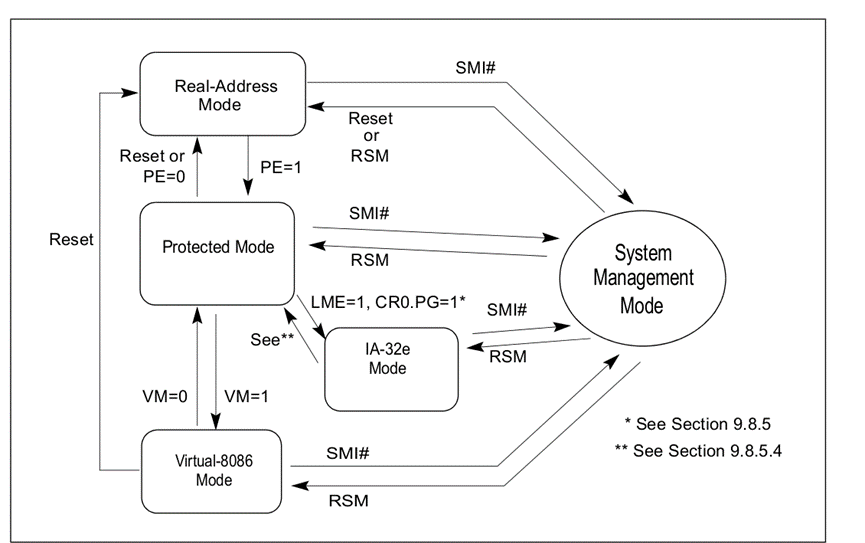 SMI#
Real-Address
Mode
Reset
or
RSM
Reset or
PE=0
PE=1
SMI#
Reset
Protected Mode
RSM
System
Management
Mode
LME=1, CR0.PG=1*
SMI#
See**
IA-32e
Mode
RSM
VM=0
VM=1
* See Section 9.8.5
** See Section 9.8.5.4
Virtual-8086
Mode
SMI#
RSM